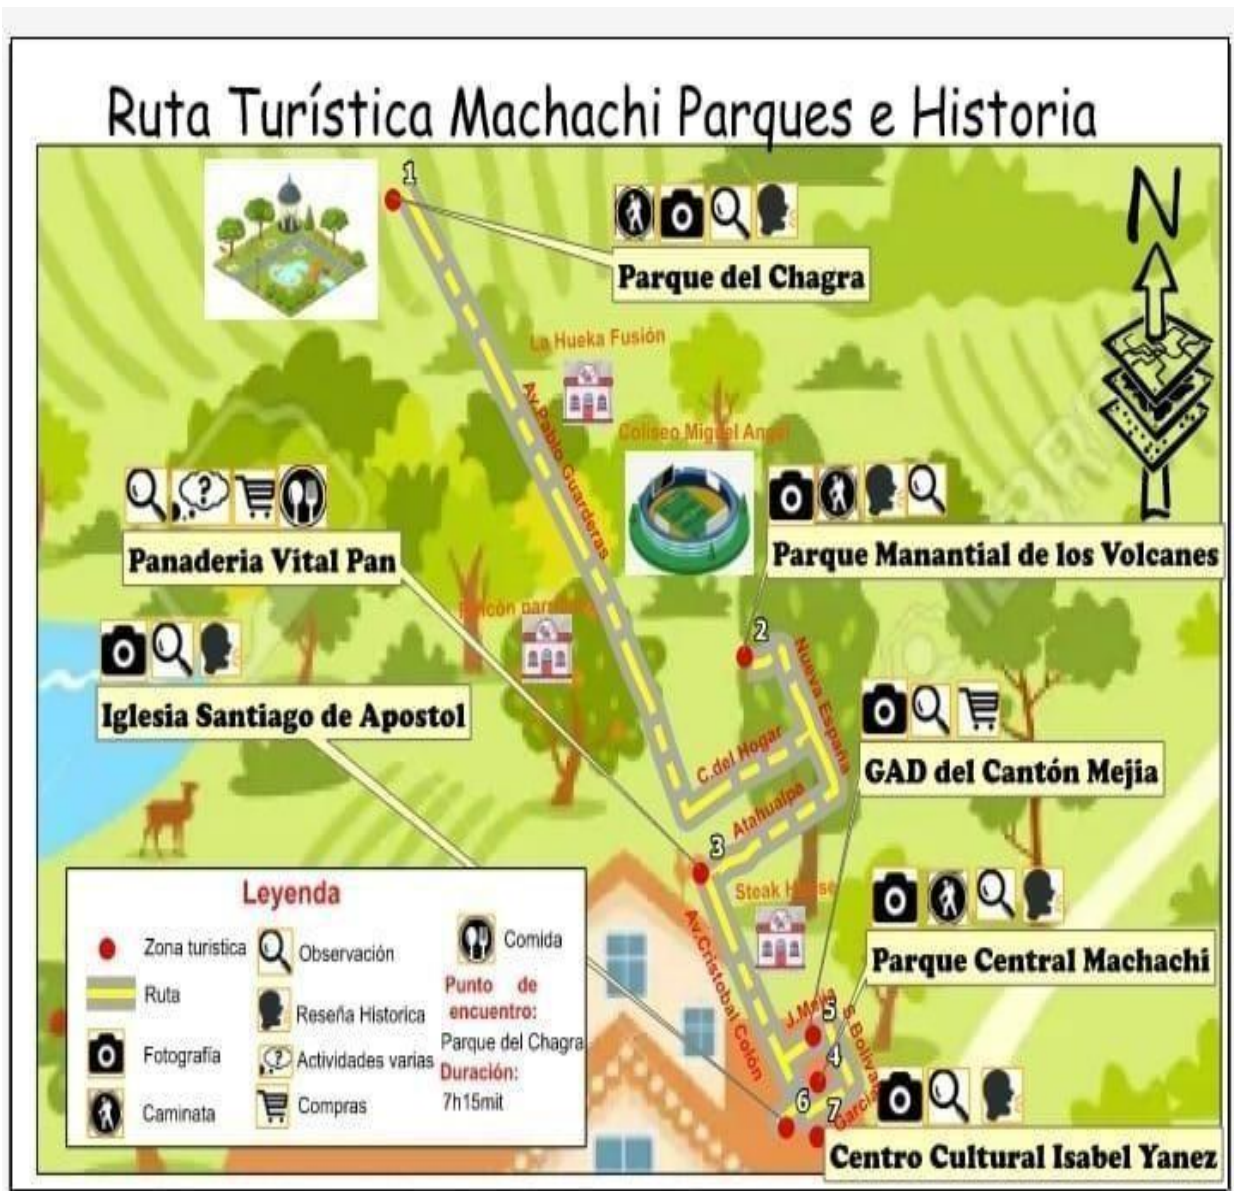 Ruta Turística Machachi Parques e Historia
1
Parque del Chagra
N
La Hueka Fusión
Av.Pablo Guarderas
Coliseo Miguel Angel
Panaderia Vital Pan
Parque Manantial de los Volcanes
2
Nueva España
Iglesia Santiago de Apostol
C.del Hogar
GAD del Cantón Mejia
Atahualpa
3
Steak House
Av.Cristobal Colón
Parque Central Machachi
J.Mejia
5
S Bolivar
4
6
7
Garcia
Centro Cultural Isabel Yanez
Leyenda
Zona turistica
Ruta
Fotografía
Caminata
Observación
Reseña Historica
Actividades varias
Compras
Comida
Punto de
encuentro:
Parque del Chagra
Duración:
7h15mit